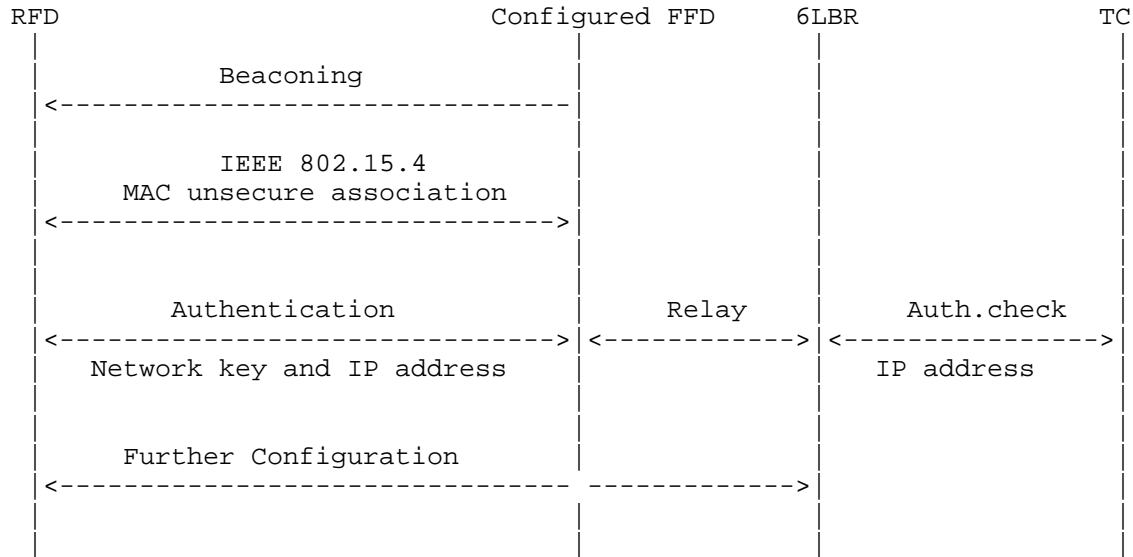 RFD Configured FFD 6LBR TC
Beaconing
IEEE 802.15.4
MAC unsecure association
Authentication Relay Auth.check
Network key and IP address IP address
Further Configuration